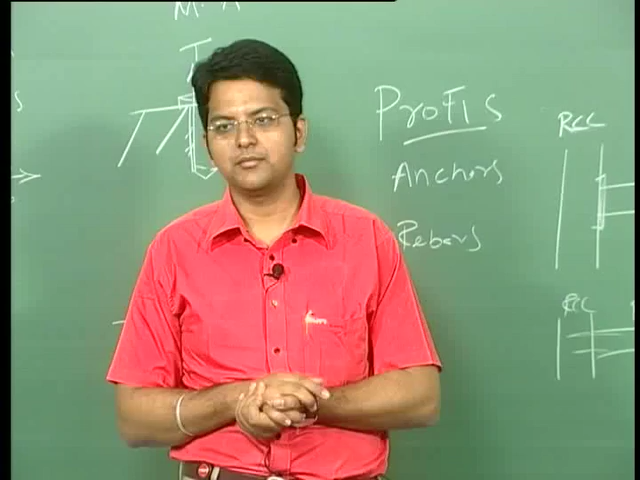 PROFIS
Anchors
Rebars
RCC
RCC